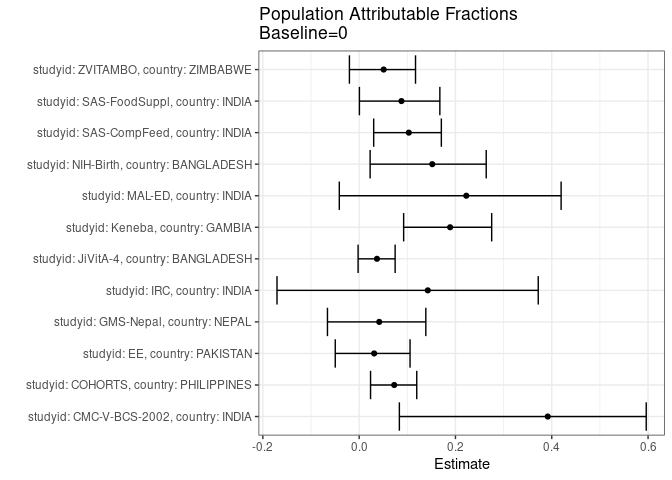 Population Attributable Fractions
Baseline=0
studyid: ZVITAMBO, country: ZIMBABWE
studyid: SAS-FoodSuppl, country: INDIA
studyid: SAS-CompFeed, country: INDIA
studyid: NIH-Birth, country: BANGLADESH
studyid: MAL-ED, country: INDIA
studyid: Keneba, country: GAMBIA
studyid: JiVitA-4, country: BANGLADESH
studyid: IRC, country: INDIA
studyid: GMS-Nepal, country: NEPAL
studyid: EE, country: PAKISTAN
studyid: COHORTS, country: PHILIPPINES
studyid: CMC-V-BCS-2002, country: INDIA
-0.2 0.0 0.2 0.4 0.6
Estimate